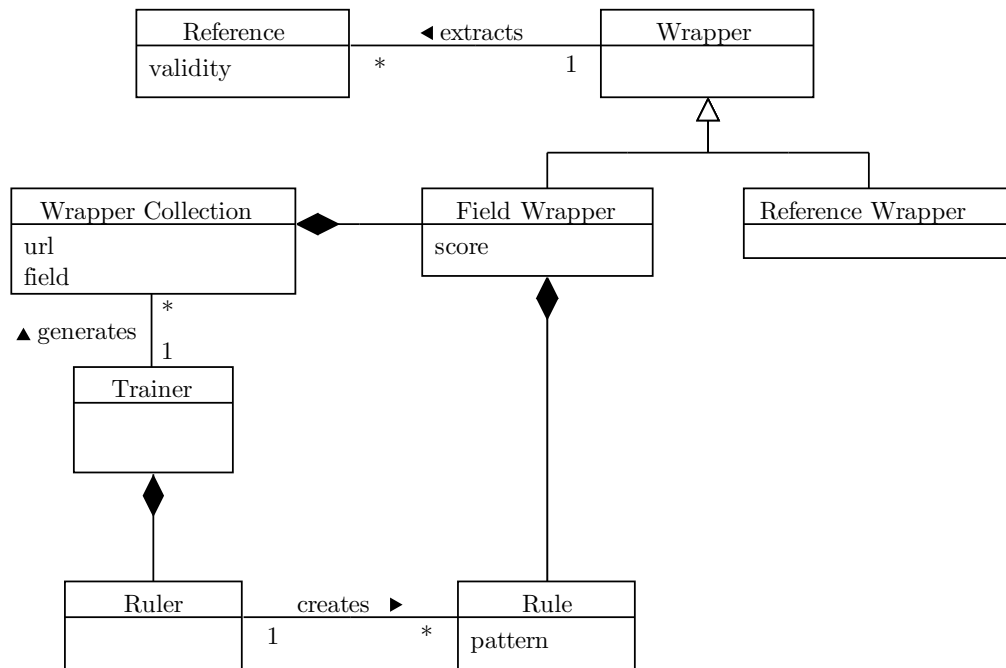 Reference
◄ extracts
Wrapper
validity
*
1
Wrapper Collection
Field Wrapper
Reference Wrapper
url
score
field
*
▲ generates
1
Trainer
Ruler
creates ►
Rule
1
*
pattern